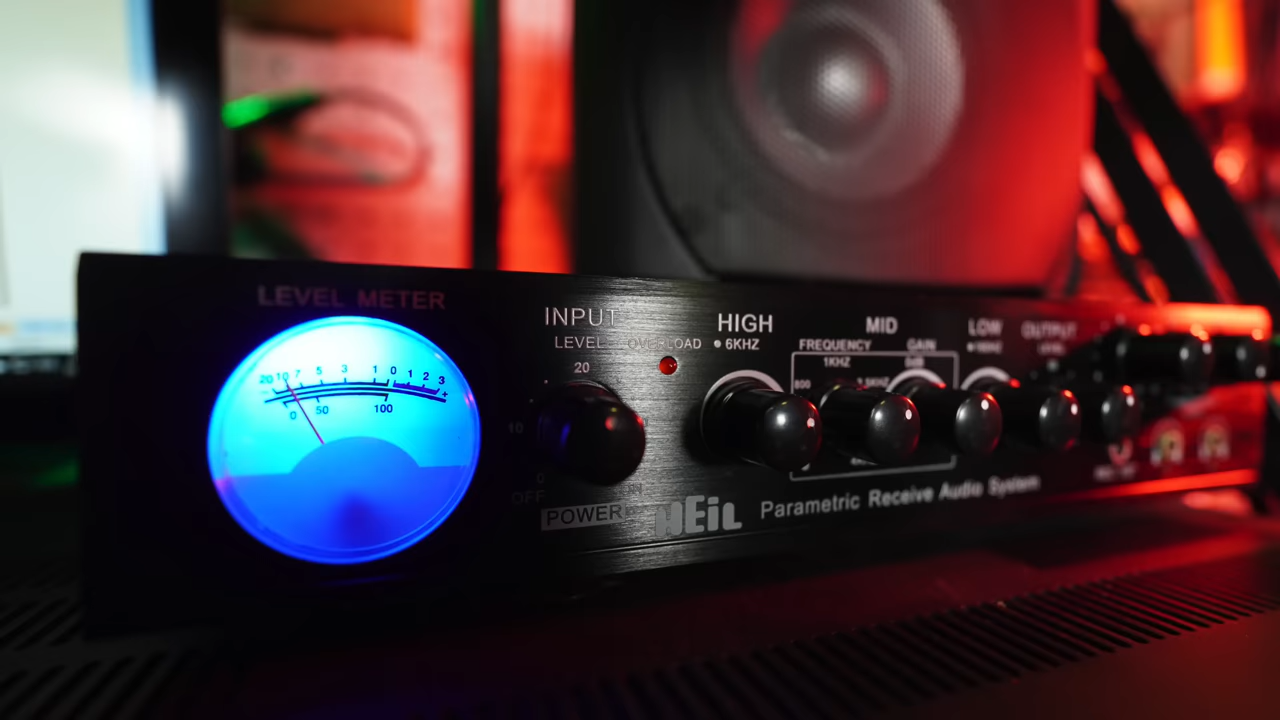 LEVEL METER
20 10 7 5 3 1 0 1 2 3 +
0 50 100
INPUT
LEVEL
OVERLOAD
20
10
0
OFF
POWER
HEiL
HIGH
6KHZ
MID
FREQUENCY
GAIN
1KHZ
800
LOW
OUTPUT
Parametric Receive Audio System